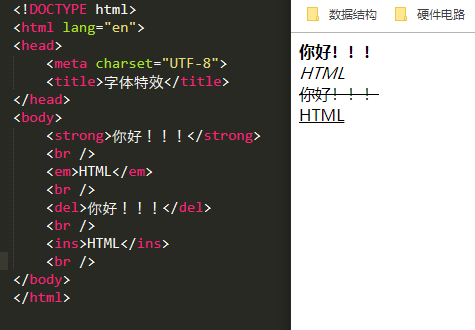 <!DOCTYPE html>
<html lang="en">
<head>
<meta charset="UTF-8">
<title>字体特效</title>
</head>
<body>
<strong>你好！！！</strong>
<br />
<em>HTML</em>
<br />
<del>你好！！！</del>
<br />
<ins>HTML</ins>
<br />
</body>
</html>
数据结构 硬件电路
你好！！！
HTML
你好！！！
HTML